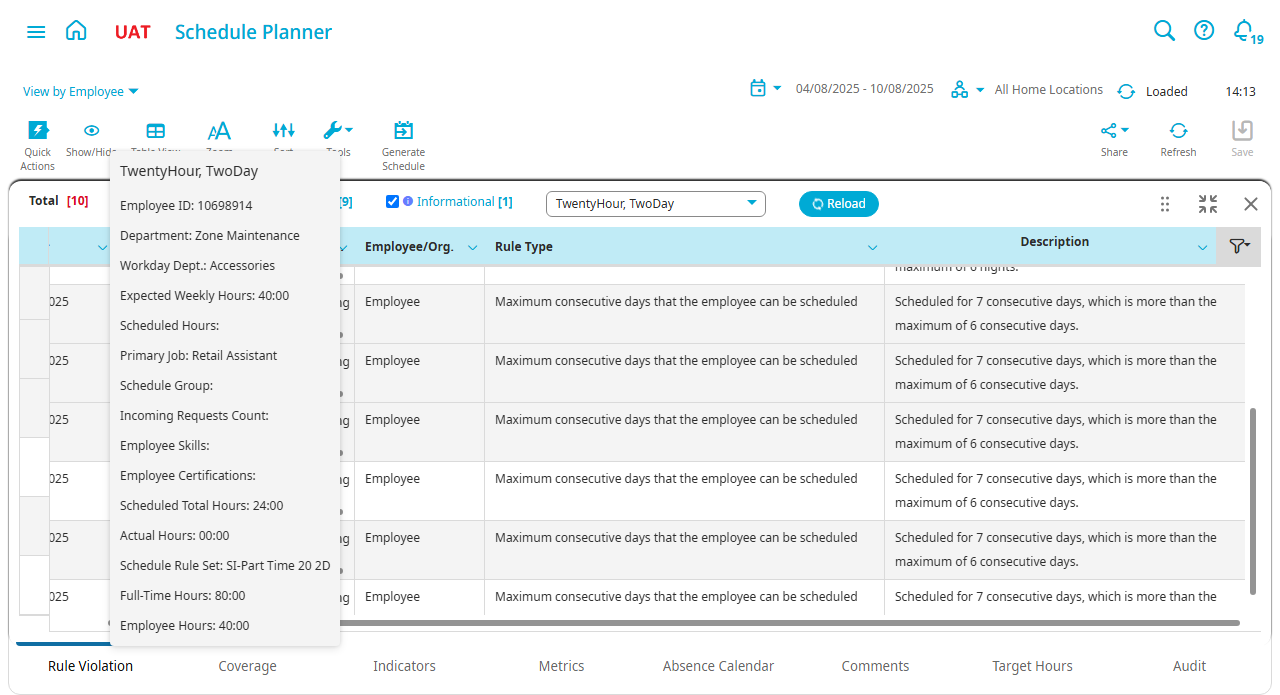 UAT Schedule Planner
19
View by Employee
04/08/2025 - 10/08/2025 All Home Locations Loaded 14:13
Quick Actions
Show/Hide
Table View
Zoom
Sort
Tools
Generate Schedule
Share
Refresh
Save
Total [10]
[9]
Informational [1]
TwentyHour, TwoDay
Reload
Employee/Org.
Rule Type
Description
maximum of 6 nights.
025
Employee
Maximum consecutive days that the employee can be scheduled
Scheduled for 7 consecutive days, which is more than the
maximum of 6 consecutive days.
025
Employee
Maximum consecutive days that the employee can be scheduled
Scheduled for 7 consecutive days, which is more than the
maximum of 6 consecutive days.
025
Employee
Maximum consecutive days that the employee can be scheduled
Scheduled for 7 consecutive days, which is more than the
maximum of 6 consecutive days.
025
Employee
Maximum consecutive days that the employee can be scheduled
Scheduled for 7 consecutive days, which is more than the
maximum of 6 consecutive days.
025
Employee
Maximum consecutive days that the employee can be scheduled
Scheduled for 7 consecutive days, which is more than the
maximum of 6 consecutive days.
025
Employee
Maximum consecutive days that the employee can be scheduled
Scheduled for 7 consecutive days, which is more than the
TwentyHour, TwoDay
Employee ID: 10698914
Department: Zone Maintenance
Workday Dept.: Accessories
Expected Weekly Hours: 40:00
Scheduled Hours:
Primary Job: Retail Assistant
Schedule Group:
Incoming Requests Count:
Employee Skills:
Employee Certifications:
Scheduled Total Hours: 24:00
Actual Hours: 00:00
Schedule Rule Set: SI-Part Time 20 2D
Full-Time Hours: 80:00
Employee Hours: 40:00
Rule Violation
Coverage
Indicators
Metrics
Absence Calendar
Comments
Target Hours
Audit